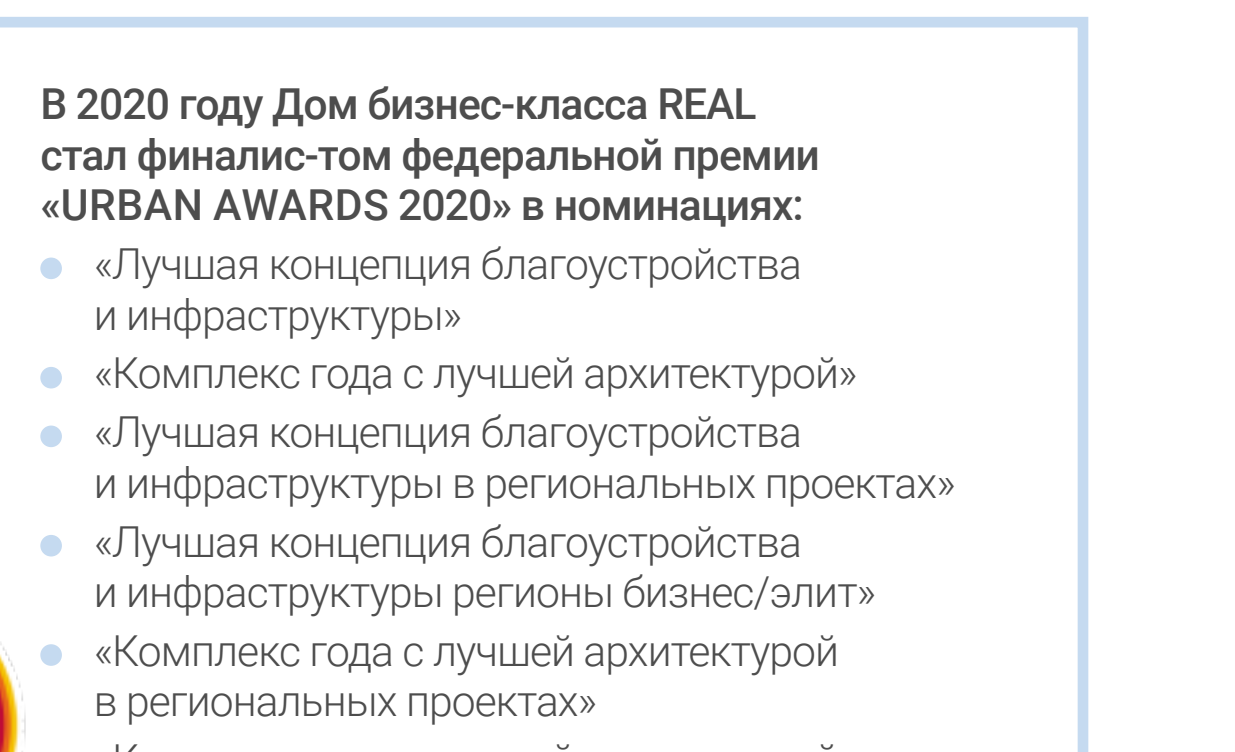 В 2020 году Дом бизнес-класса REAL
стал финалис-том федеральной премии
«URBAN AWARDS 2020» в номинациях:
«Лучшая концепция благоустройства
и инфраструктуры»
«Комплекс года с лучшей архитектурой»
«Лучшая концепция благоустройства
и инфраструктуры в региональных проектах»
«Лучшая концепция благоустройства
и инфраструктуры регионы бизнес/элит»
«Комплекс года с лучшей архитектурой
в региональных проектах»